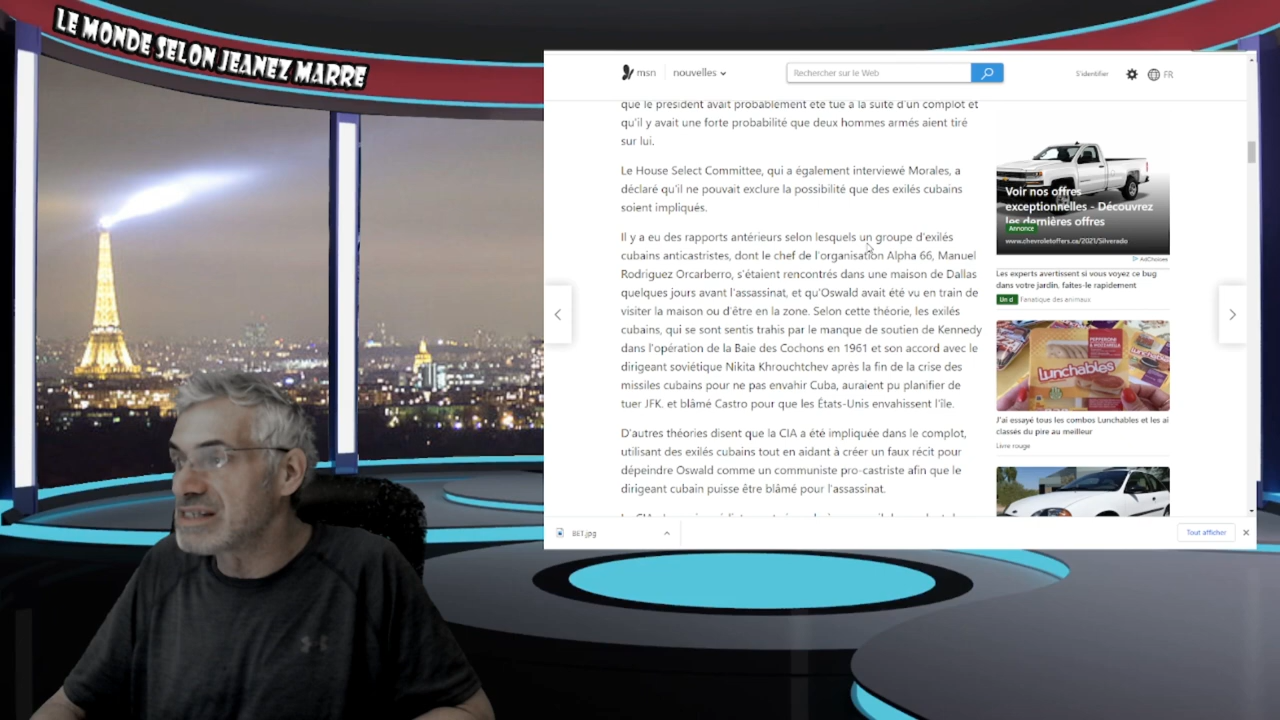 LE MONDE SELON JEANEZ MARRE
msn
nouvelles
Rechercher sur le Web
S'identifier
FR
que le président avait probablement été tué à la suite d'un complot et
qu'il y avait une forte probabilité que deux hommes armés aient tiré
sur lui.
Le House Select Committee, qui a également interviewé Morales, a
déclaré qu'il ne pouvait exclure la possibilité que des exilés cubains
soient impliqués.
Il y a eu des rapports antérieurs selon lesquels un groupe d'exilés
cubains anticastristes, dont le chef de l'organisation Alpha 66, Manuel
Rodriguez Orcarberro, s'étaient rencontrés dans une maison de Dallas
quelques jours avant l'assassinat, et qu'Oswald avait été vu en train de
visiter la maison ou d'être en la zone. Selon cette théorie, les exilés
cubains, qui se sont sentis trahis par le manque de soutien de Kennedy
dans l'opération de la Baie des Cochons en 1961 et son accord avec le
dirigeant soviétique Nikita Khrouchtchev après la fin de la crise des
missiles cubains pour ne pas envahir Cuba, auraient pu planifier de
tuer JFK, et blâmé Castro pour que les États-Unis envahissent l'île.
D'autres théories disent que la CIA a été impliquée dans le complot,
utilisant des exilés cubains tout en aidant à créer un faux récit pour
dépeindre Oswald comme un communiste pro-castriste afin que le
dirigeant cubain puisse être blâmé pour l'assassinat.
Voir nos offres
exceptionnelles - Découvrez
les dernières offres
Annonce
www.chevroletoffers.ca/2021/Silverado
AdChoices
Les experts avertissent si vous voyez ce bug
dans votre jardin, faites-le rapidement
Fanatique des animaux
Lunchables
J'ai essayé tous les combos Lunchables et les ai
classés du pire au meilleur
Livre rouge
Tout afficher